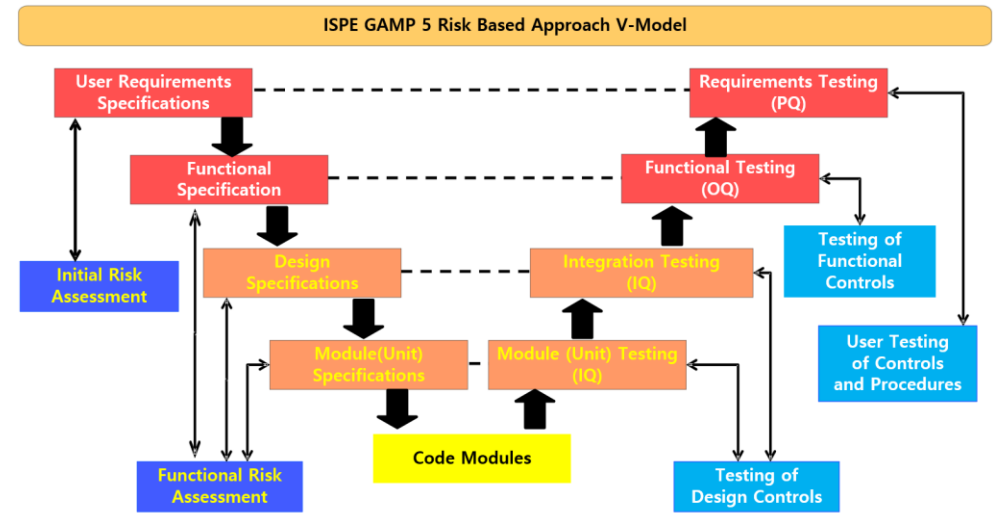 ISPE GAMP 5 Risk Based Approach V-Model
User Requirements
Specifications
Requirements Testing
(PQ)
Functional
Specification
Functional Testing
(OQ)
Design
Specifications
Integration Testing
(IQ)
Testing of
Functional
Controls
Initial Risk
Assessment
Module(Unit)
Specifications
Module (Unit) Testing
(IQ)
User Testing
of Controls
and Procedures
Code Modules
Functional Risk
Assessment
Testing of
Design Controls